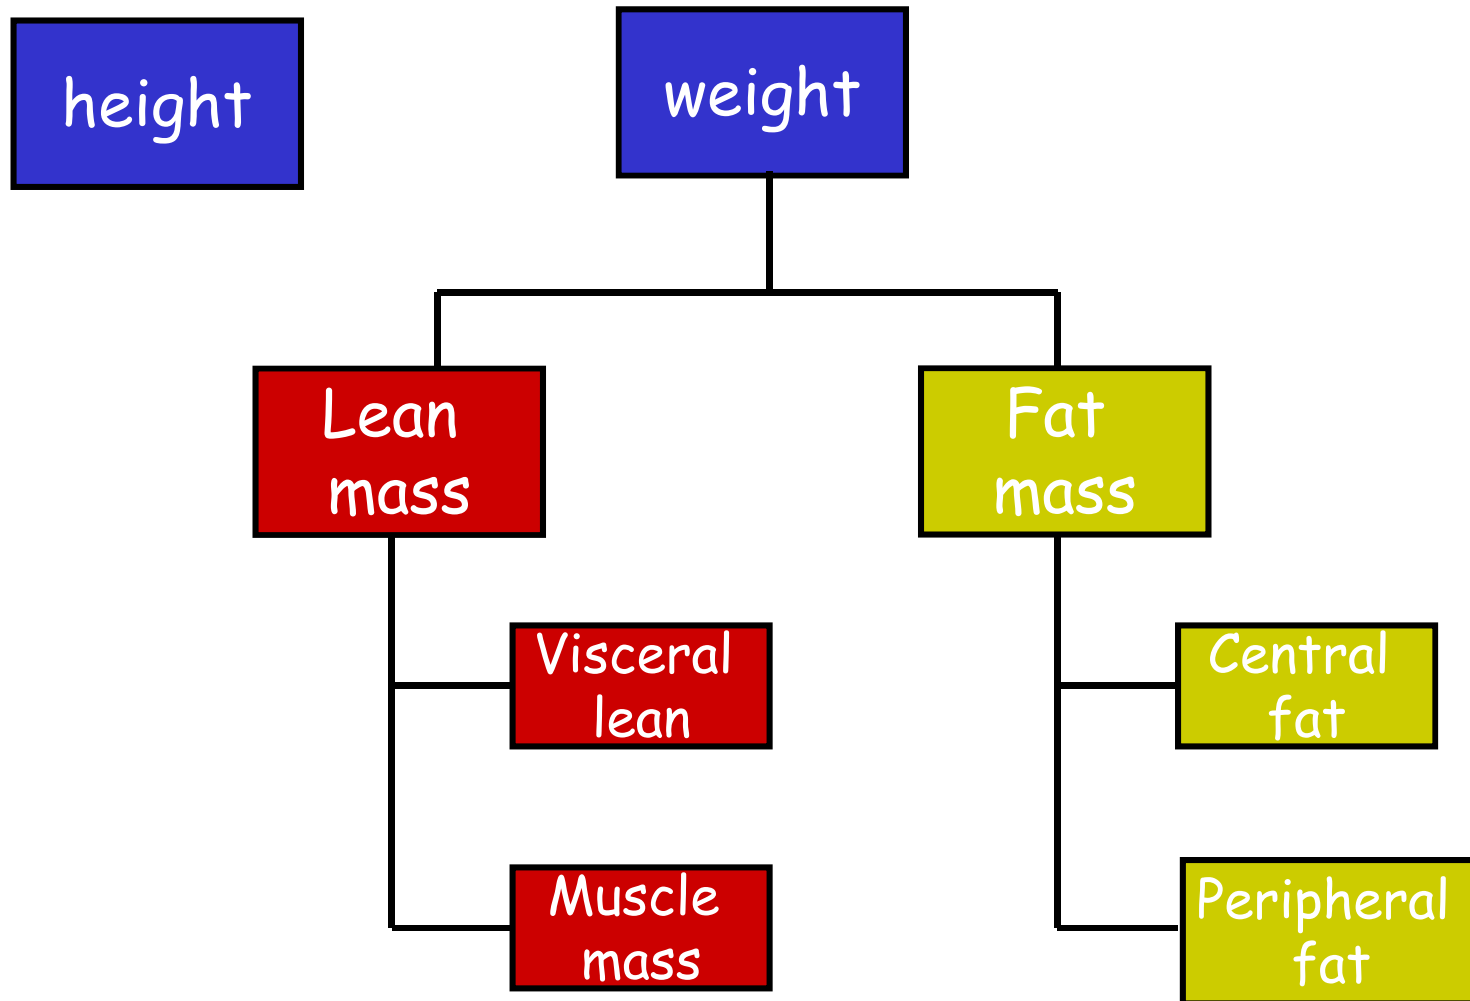 height
weight
Lean
mass
Fat
mass
Visceral
lean
Central
fat
Muscle
mass
Peripheral
fat